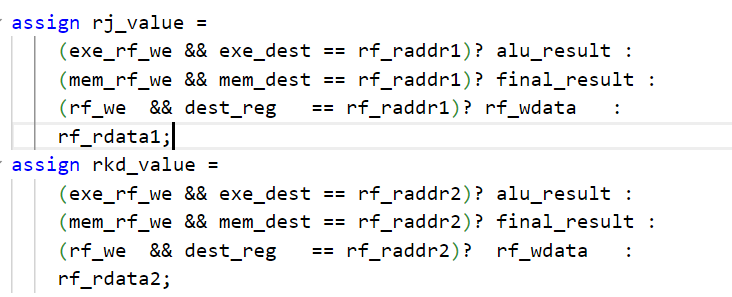 assign rj_value =
    (exe_rf_we && exe_dest == rf_raddr1)? alu_result :
    (mem_rf_we && mem_dest == rf_raddr1)? final_result :
    (rf_we  && dest_reg   == rf_raddr1)? rf_wdata   :
    rf_rdata1;
assign rkd_value =
    (exe_rf_we && exe_dest == rf_raddr2)? alu_result :
    (mem_rf_we && mem_dest == rf_raddr2)? final_result :
    (rf_we  && dest_reg   == rf_raddr2)?  rf_wdata   :
    rf_rdata2;